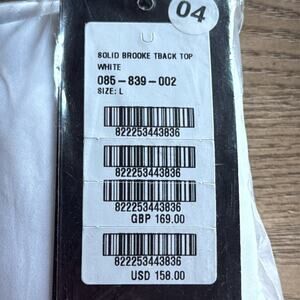 04
SOLID BROOKE TBACK TOP
WHITE
085-839-002
SIZE: L
822253443836
822253443836
822253443836
GBP 169.00
822253443836
USD 158.00